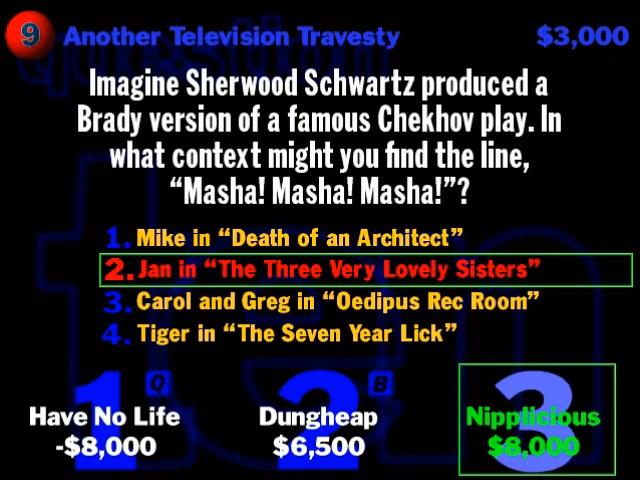 9 Another Television Travesty $3,000
Imagine Sherwood Schwartz produced a
Brady version of a famous Chekhov play. In
what context might you find the line,
“Masha! Masha! Masha!”?
1. Mike in “Death of an Architect”
2. Jan in “The Three Very Lovely Sisters”
3. Carol and Greg in “Oedipus Rec Room”
4. Tiger in “The Seven Year Lick”
1 Q 2 B 3
Have No Life Dungheap Nipplicious
-$8,000 $6,500 $8,000